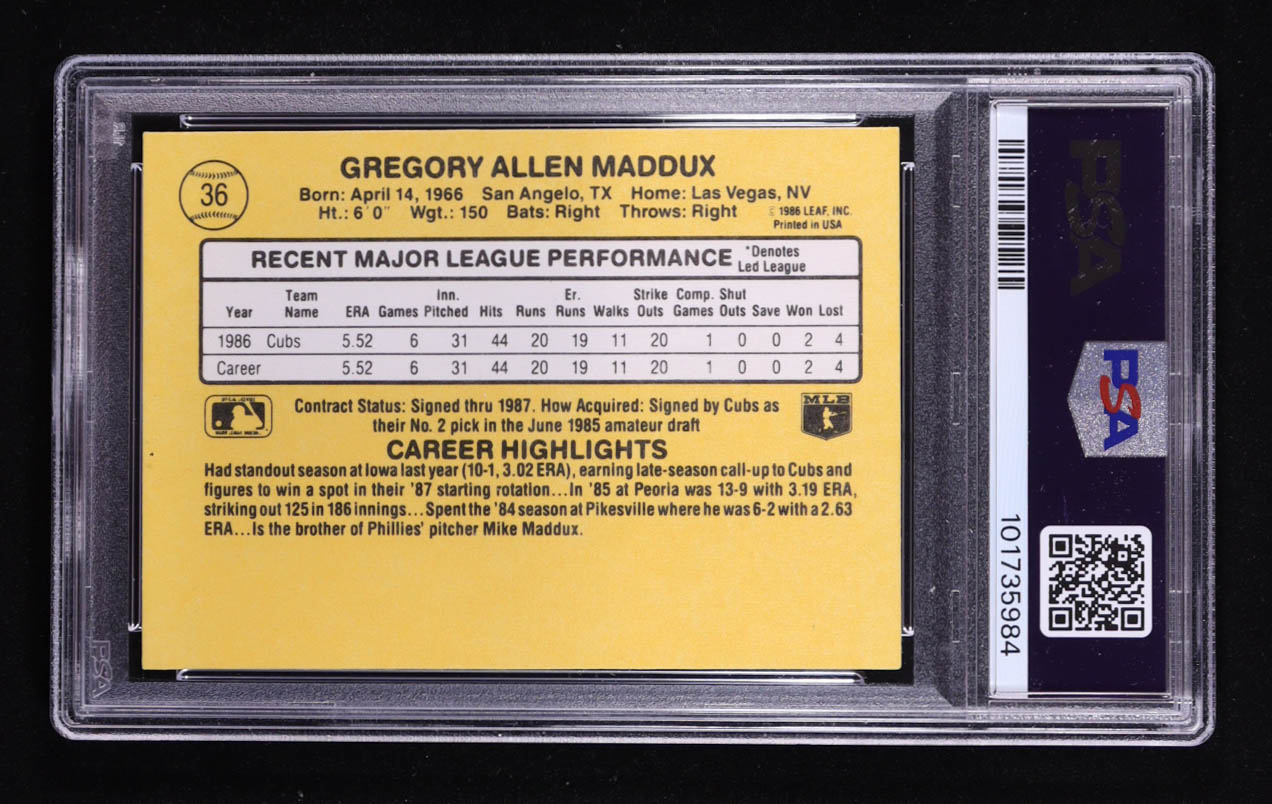 36
GREGORY ALLEN MADDUX
Born: April 14, 1966 San Angelo, TX Home: Las Vegas, NV
Ht.: 6'0" Wgt.: 150 Bats: Right Throws: Right
© 1986 LEAF, INC.
Printed in USA
RECENT MAJOR LEAGUE PERFORMANCE
*Denotes
Led League
Year Team Name ERA Games Inn. Pitched Hits Runs Er. Runs Walks Strike Outs Comp. Games Shut Outs Save Won Lost
1986 Cubs 5.52 6 31 44 20 19 11 20 1 0 0 2 4
Career 5.52 6 31 44 20 19 11 20 1 0 0 2 4
Contract Status: Signed thru 1987. How Acquired: Signed by Cubs as
their No. 2 pick in the June 1985 amateur draft
MLB
CAREER HIGHLIGHTS
Had standout season at Iowa last year (10-1, 3.02 ERA), earning late-season call-up to Cubs and
figures to win a spot in their '87 starting rotation...In '85 at Peoria was 13-9 with 3.19 ERA,
striking out 125 in 186 innings...Spent the '84 season at Pikesville where he was 6-2 with a 2.63
ERA...Is the brother of Phillies' pitcher Mike Maddux.
PSA
PSA
101735984
PSA